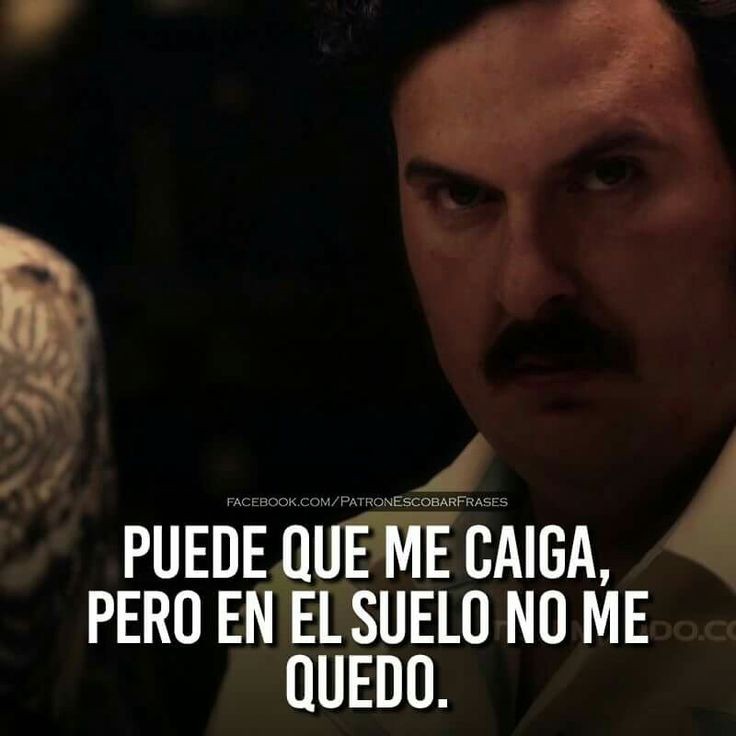 FACEBOOK.COM/PATRONESCOBARFRASES
PUEDE QUE ME CAIGA,
PERO EN EL SUELO NO ME
QUEDO.